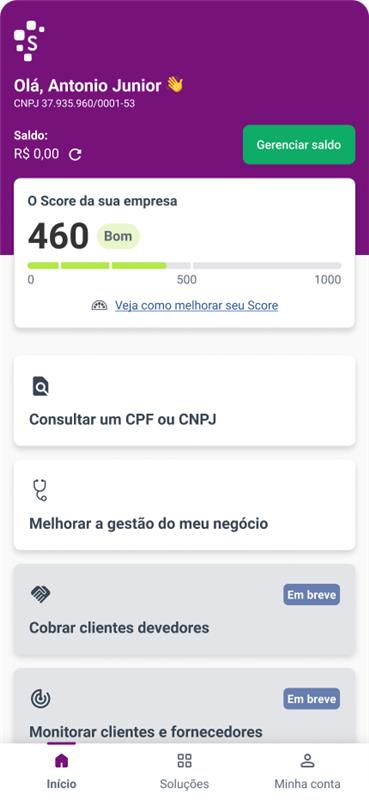 S
Olá, Antonio Junior 👋
CNPJ 37.935.960/0001-53
Saldo:
R$ 0,00
Gerenciar saldo
O Score da sua empresa
460 Bom
0 500 1000
Veja como melhorar seu Score
Consultar um CPF ou CNPJ
Melhorar a gestão do meu negócio
Em breve
Cobrar clientes devedores
Em breve
Monitorar clientes e fornecedores
Início Soluções Minha conta